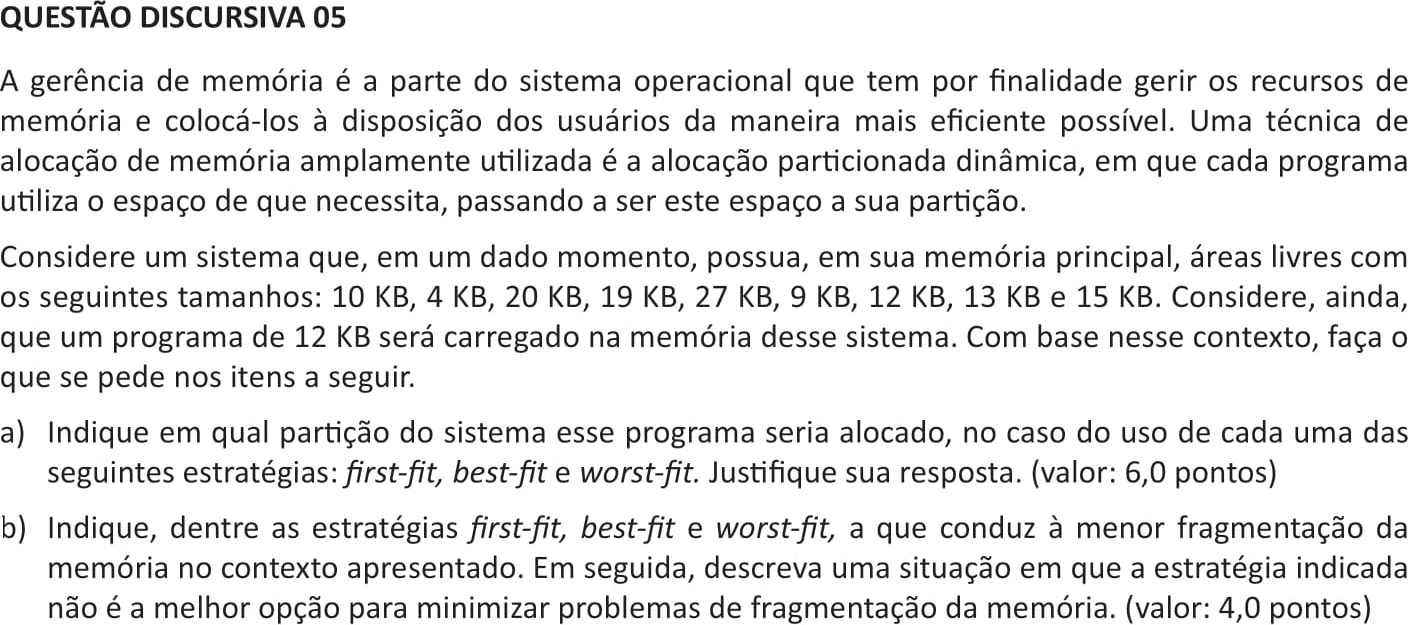 QUESTÃO DISCURSIVA 05
A gerência de memória é a parte do sistema operacional que tem por finalidade gerir os recursos de
memória e colocá-los à disposição dos usuários da maneira mais eficiente possível. Uma técnica de
alocação de memória amplamente utilizada é a alocação particionada dinâmica, em que cada programa
utiliza o espaço de que necessita, passando a ser este espaço a sua partição.
Considere um sistema que, em um dado momento, possua, em sua memória principal, áreas livres com
os seguintes tamanhos: 10 KB, 4 KB, 20 KB, 19 KB, 27 KB, 9 KB, 12 KB, 13 KB e 15 KB. Considere, ainda,
que um programa de 12 KB será carregado na memória desse sistema. Com base nesse contexto, faça o
que se pede nos itens a seguir.
a) Indique em qual partição do sistema esse programa seria alocado, no caso do uso de cada uma das
seguintes estratégias: first-fit, best-fit e worst-fit. Justifique sua resposta. (valor: 6,0 pontos)
b) Indique, dentre as estratégias first-fit, best-fit e worst-fit, a que conduz à menor fragmentação da
memória no contexto apresentado. Em seguida, descreva uma situação em que a estratégia indicada
não é a melhor opção para minimizar problemas de fragmentação da memória. (valor: 4,0 pontos)